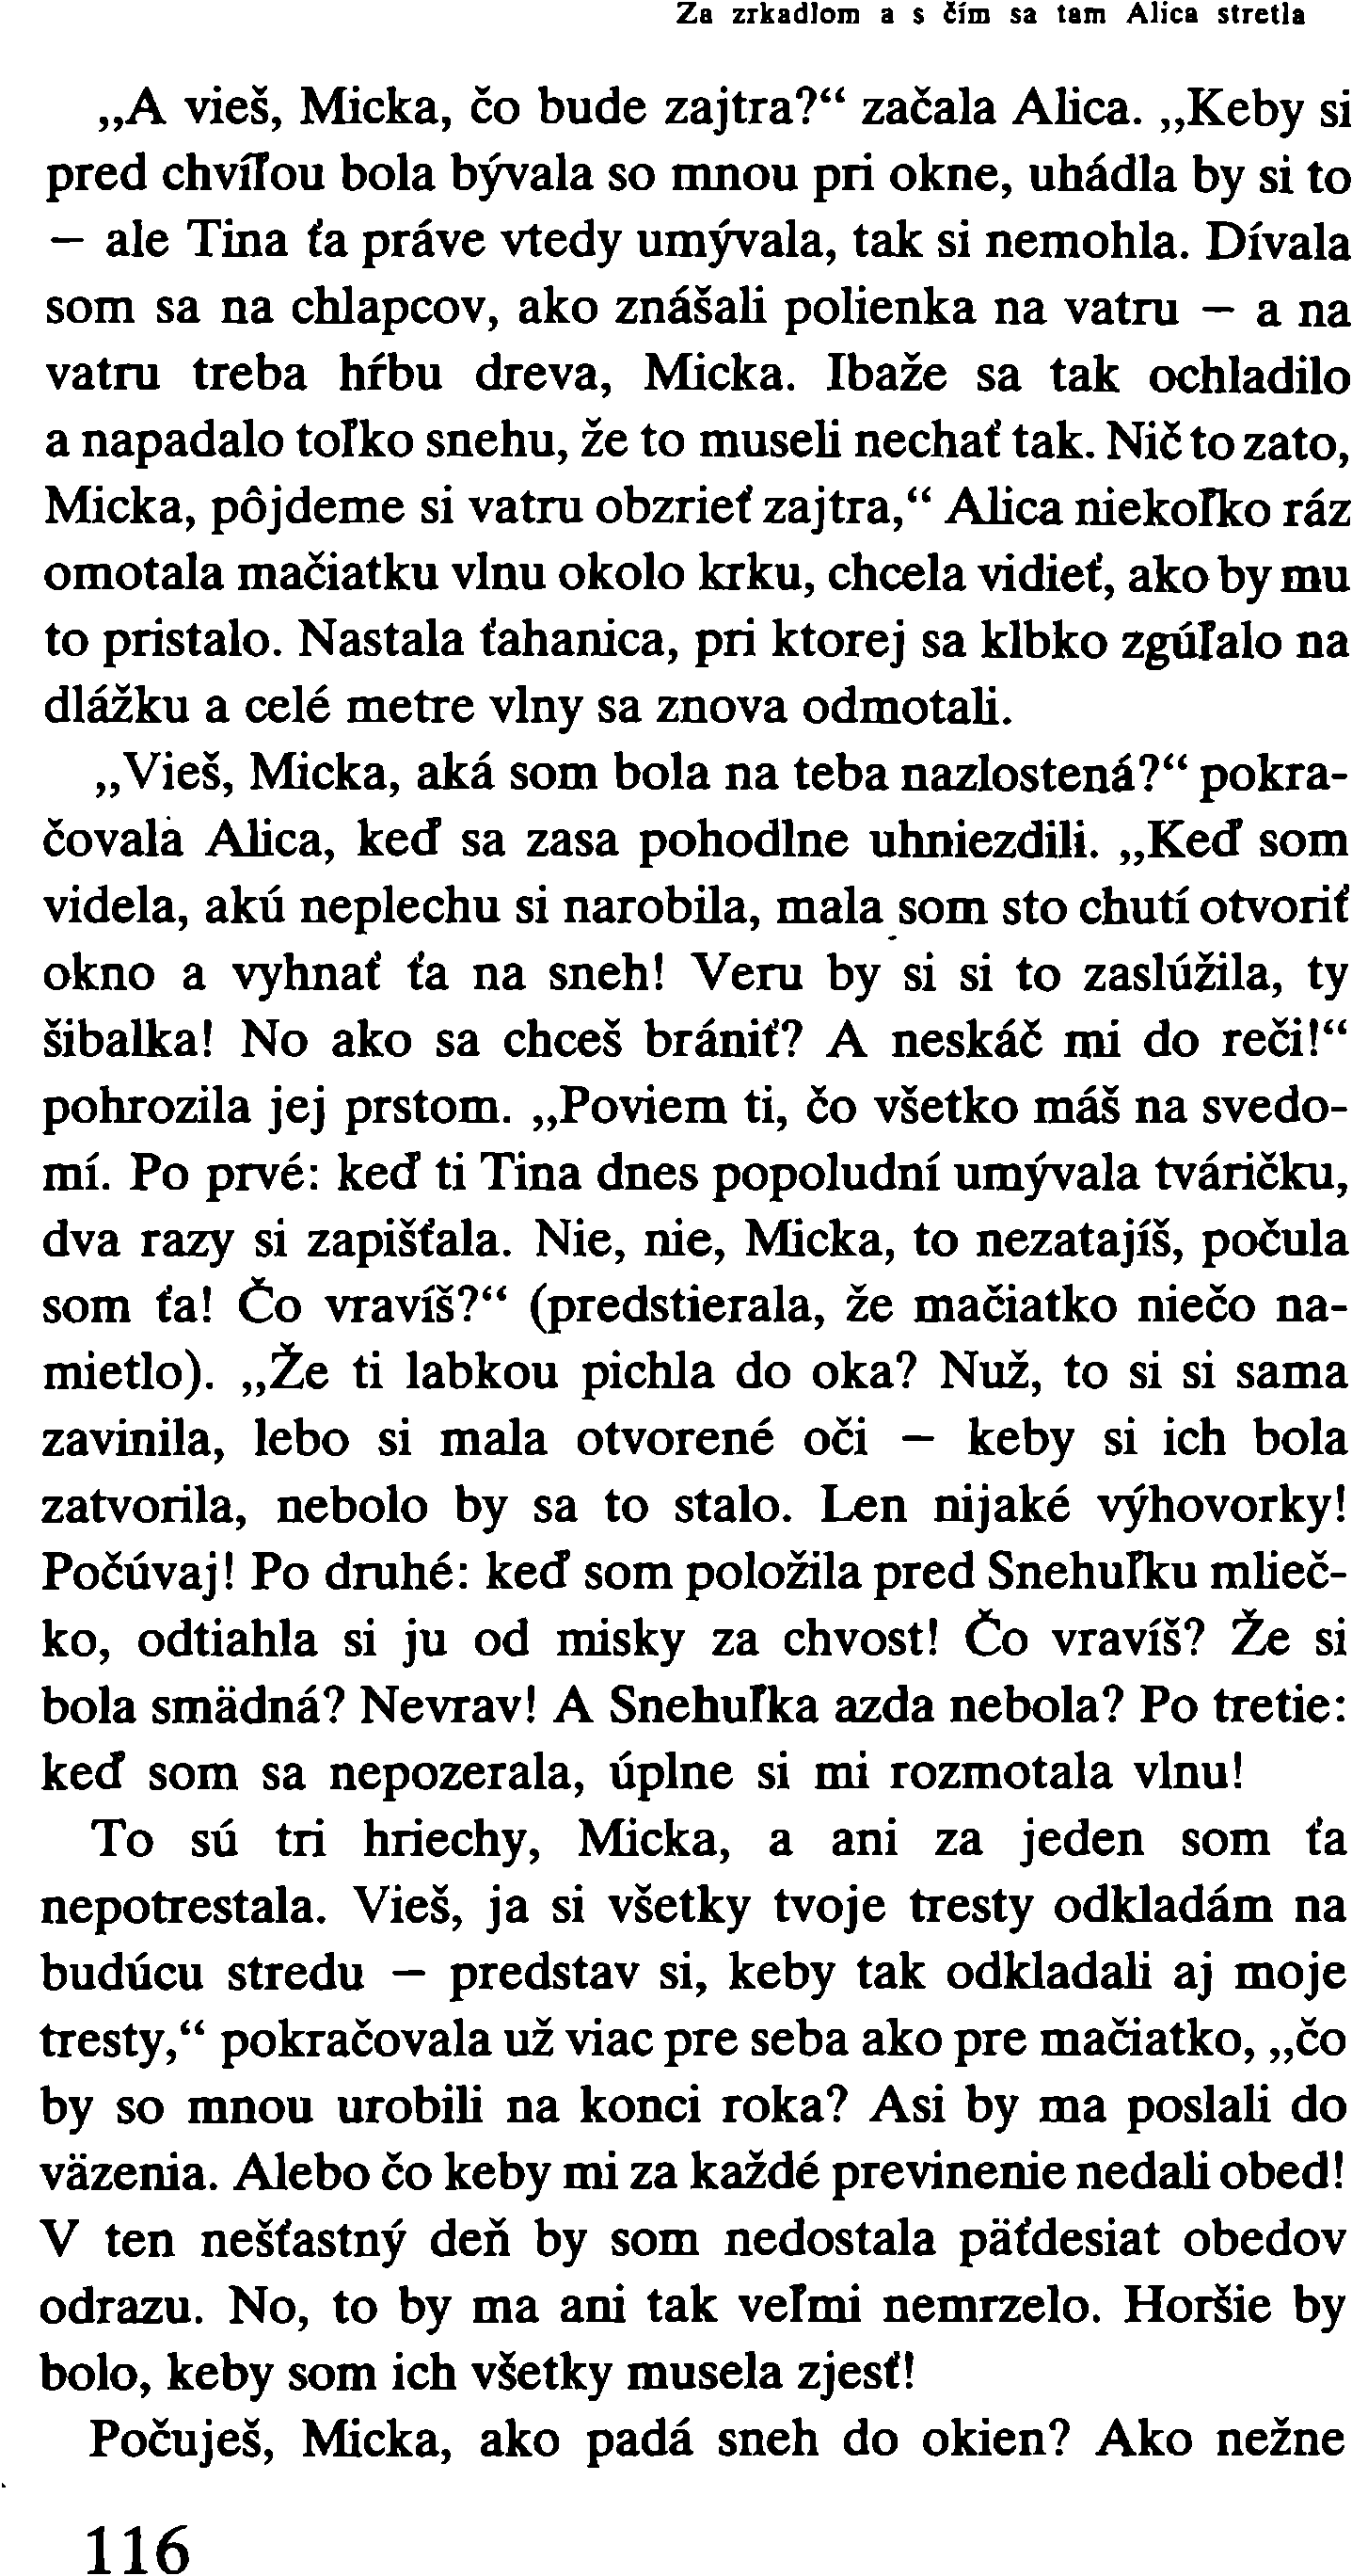 Za zrkadlom a s čím sa tam Alica stretla
„A vieš, Micka, čo bude zajtra?“ začala Alica. „Keby si
pred chvíľou bola bývala so mnou pri okne, uhádla by si to
— ale Tina ťa práve vtedy umývala, tak si nemohla. Dívala
som sa na chlapcov, ako znášali polienka na vatru — a na
vatru treba hŕbu dreva, Micka. Ibaže sa tak ochladilo
a napadalo toľko snehu, že to museli nechať tak. Nič to zato,
Micka, pôjdeme si vatru obzrieť zajtra,“ Alica niekoľko ráz
omotala mačiatku vlnu okolo krku, chcela vidieť, ako by mu
to pristalo. Nastala ťahanica, pri ktorej sa klbko zgúľalo na
dlážku a celé metre vlny sa znova odmotali.
„Vieš, Micka, aká som bola na teba nazlostená?“ pokra-
čovala Alica, keď sa zasa pohodlne uhniezdili. „Keď som
videla, akú neplechu si narobila, mala som sto chutí otvoriť
okno a vyhnať ťa na sneh! Veru by si si to zaslúžila, ty
šibalka! No ako sa chceš brániť? A neskáč mi do reči!“
pohrozila jej prstom. „Poviem ti, čo všetko máš na svedo-
mí. Po prvé: keď ti Tina dnes popoludní umývala tváričku,
dva razy si zapišťala. Nie, nie, Micka, to nezatajíš, počula
som ťa! Čo vravíš?“ (predstierala, že mačiatko niečo na-
mietlo). „Že ti labkou pichla do oka? Nuž, to si si sama
zavinila, lebo si mala otvorené oči — keby si ich bola
zatvorila, nebolo by sa to stalo. Len nijaké výhovorky!
Počúvaj! Po druhé: keď som položila pred Snehuľku mlieč-
ko, odtiahla si ju od misky za chvost! Čo vravíš? Že si
bola smädná? Nevrav! A Snehuľka azda nebola? Po tretie:
keď som sa nepozerala, úplne si mi rozmotala vlnu!
To sú tri hriechy, Micka, a ani za jeden som ťa
nepotrestala. Vieš, ja si všetky tvoje tresty odkladám na
budúcu stredu — predstav si, keby tak odkladali aj moje
tresty,“ pokračovala už viac pre seba ako pre mačiatko, „čo
by so mnou urobili na konci roka? Asi by ma poslali do
väzenia. Alebo čo keby mi za každé previnenie nedali obed!
V ten nešťastný deň by som nedostala päťdesiat obedov
odrazu. No, to by ma ani tak veľmi nemrzelo. Horšie by
bolo, keby som ich všetky musela zjesť!
Počuješ, Micka, ako padá sneh do okien? Ako nežne
116